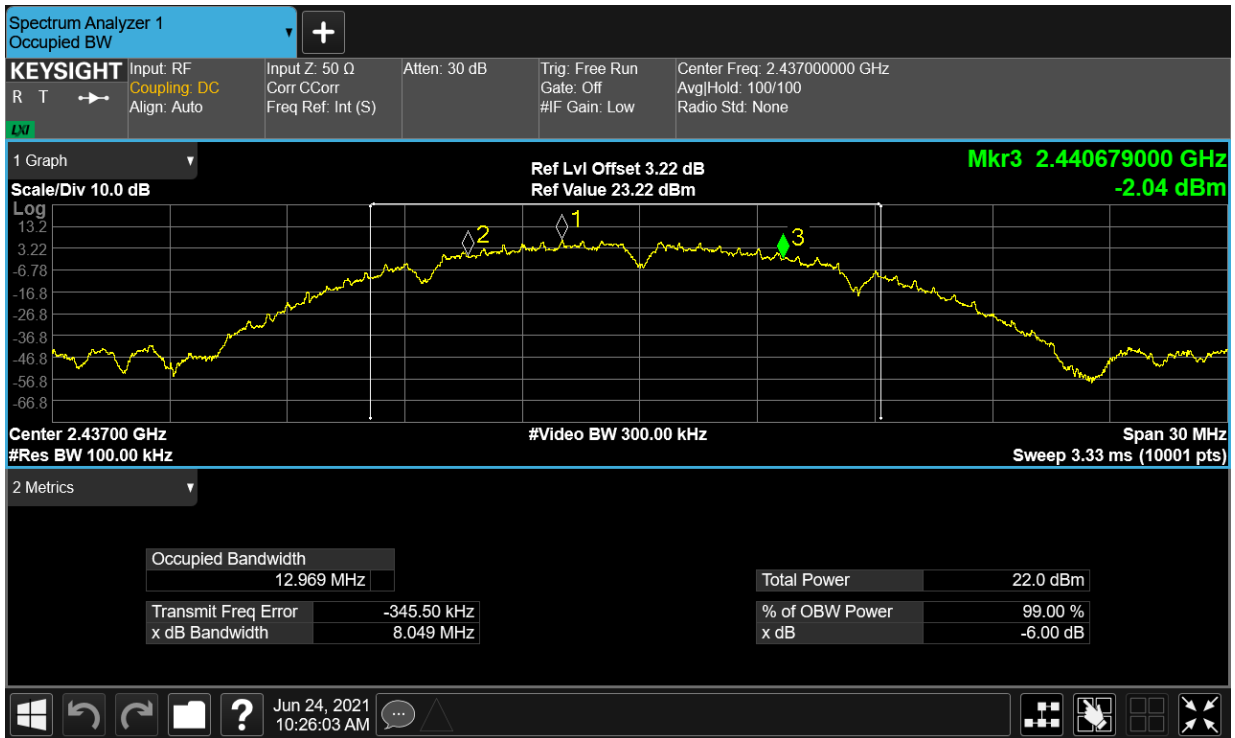 Spectrum Analyzer 1
Occupied BW
+
KEYSIGHT
R T
LXI
Input: RF
Coupling: DC
Align: Auto
Input Z: 50 Ω
Corr CCorr
Freq Ref: Int (S)
Atten: 30 dB
Trig: Free Run
Gate: Off
#IF Gain: Low
Center Freq: 2.437000000 GHz
Avg|Hold: 100/100
Radio Std: None
1 Graph
Scale/Div 10.0 dB
Ref Lvl Offset 3.22 dB
Ref Value 23.22 dBm
Mkr3 2.440679000 GHz
-2.04 dBm
Log
13.2
3.22
-6.78
-16.8
-26.8
-36.8
-46.8
-56.8
-66.8
2
1
3
Center 2.43700 GHz
#Video BW 300.00 kHz
Span 30 MHz
#Res BW 100.00 kHz
Sweep 3.33 ms (10001 pts)
2 Metrics
Occupied Bandwidth
12.969 MHz
Transmit Freq Error -345.50 kHz
x dB Bandwidth 8.049 MHz
Total Power 22.0 dBm
% of OBW Power 99.00 %
x dB -6.00 dB
?
Jun 24, 2021
10:26:03 AM